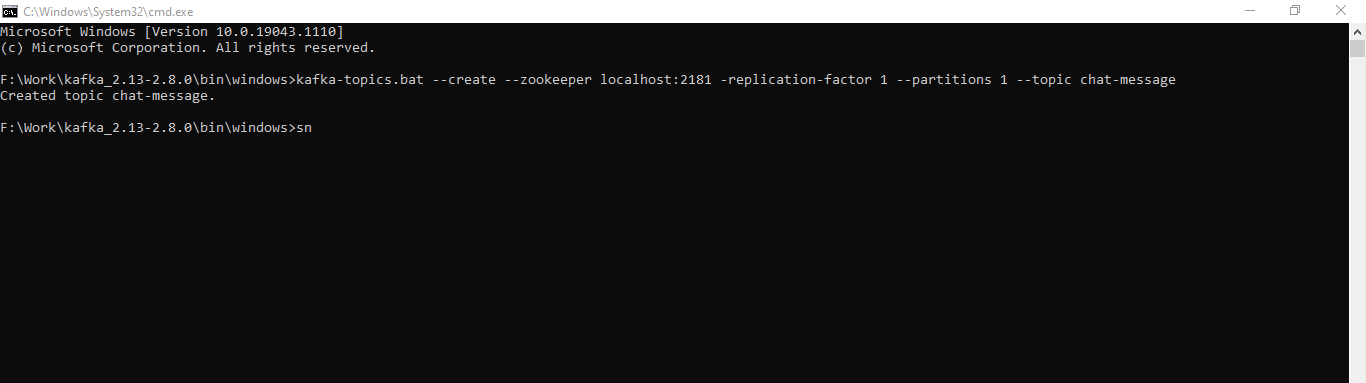 C:\Windows\System32\cmd.exe
Microsoft Windows [Version 10.0.19043.1110]
(c) Microsoft Corporation. All rights reserved.
F:\Work\kafka_2.13-2.8.0\bin\windows>kafka-topics.bat --create --zookeeper localhost:2181 -replication-factor 1 --partitions 1 --topic chat-message
Created topic chat-message.
F:\Work\kafka_2.13-2.8.0\bin\windows>sn